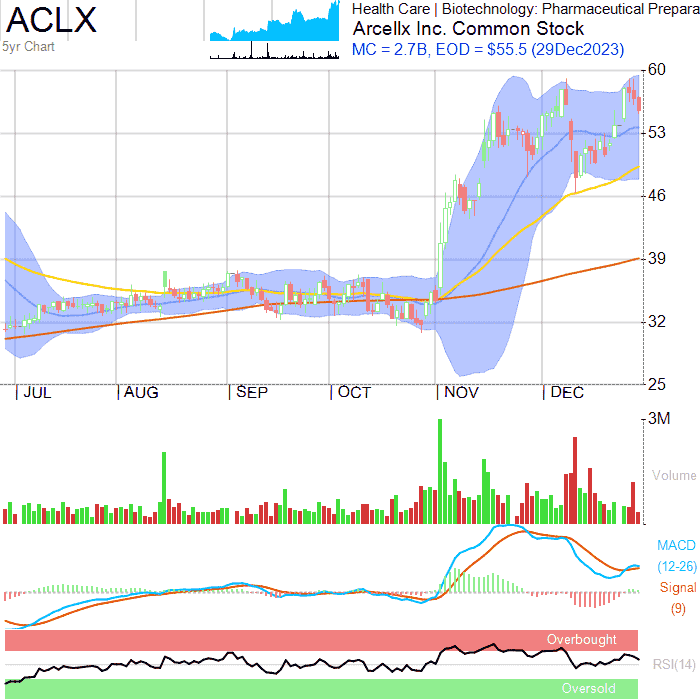 ACLX
5yr Chart
Health Care | Biotechnology: Pharmaceutical Prepara
Arcellx Inc. Common Stock
MC = 2.7B, EOD = $55.5 (29Dec2023)
60
53
46
39
32
25
JUL AUG SEP OCT NOV DEC
3M
Volume
MACD
(12-26)
Signal
(9)
Overbought
RSI(14)
Oversold